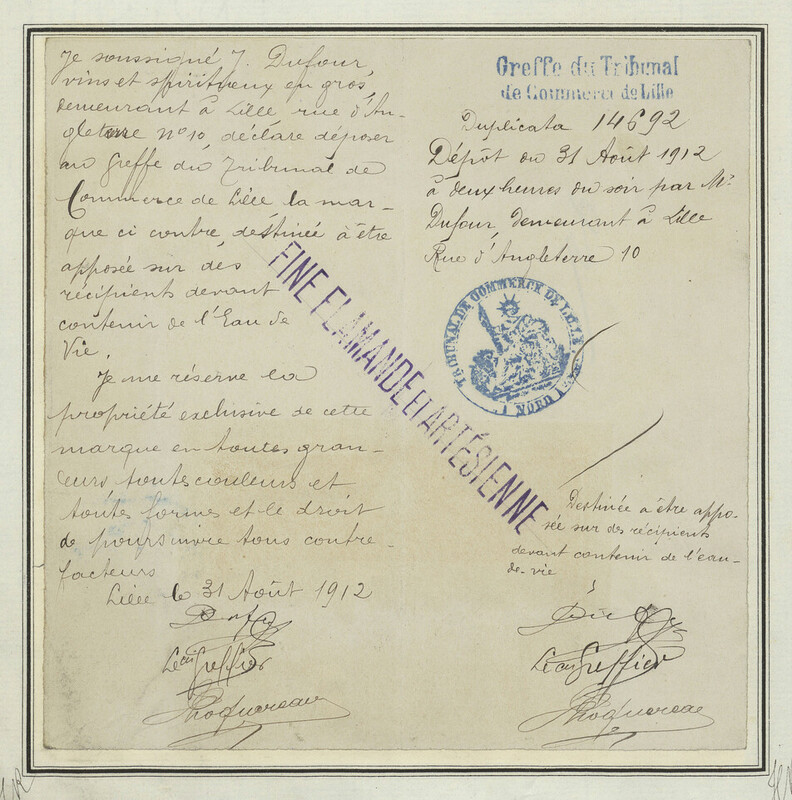 Je soussigné J. Dufour,
vins et spiritueux en gros,
demeurant à Lille, rue d'An-
gleterre no 10, déclare déposer
au Greffe du Tribunal de
Commerce de Lille la mar-
que ci contre, destinée à être
apposée sur des
récipients devant
contenir de l'Eau de
Vie.
Je me réserve la
propriété exclusive de cette
marque en toutes gran-
deurs toutes couleurs et
toutes formes et le droit
de poursuivre tous contre-
facteurs
Lille le 31 Août 1912
Le Greffier
FINE FLAMANDE ET ARTÉSIENNE
Greffe du Tribunal
de Commerce de Lille
Duplicata 14692
Dépôt du 31 Août 1912
à deux heures du soir par Mr
Dufour, demeurant à Lille
Rue d'Angleterre 10
TRIBUNAL DE COMMERCE DE LILLE
NORD
Destinée à être appo-
sée sur des récipients
devant contenir de l'eau-
de-vie
Le Greffier